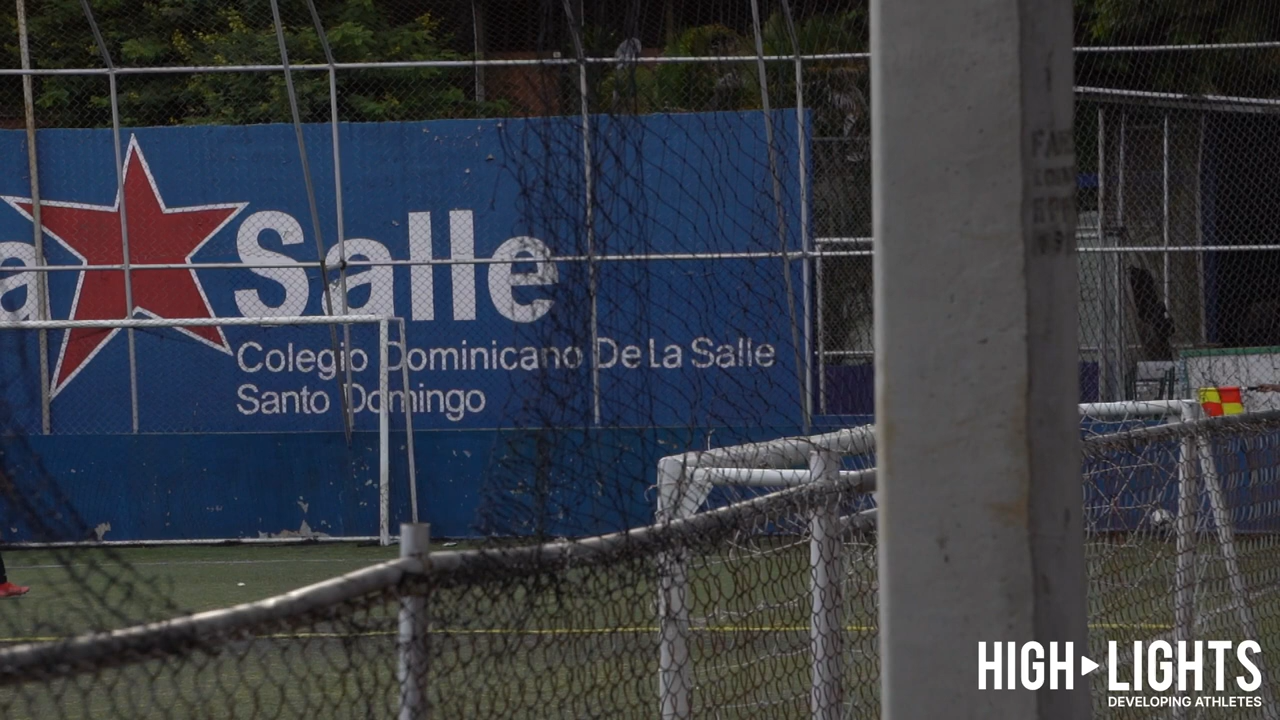 a Salle
Colegio Dominicano De La Salle
Santo Domingo
HIGH LIGHTS
DEVELOPING ATHLETES